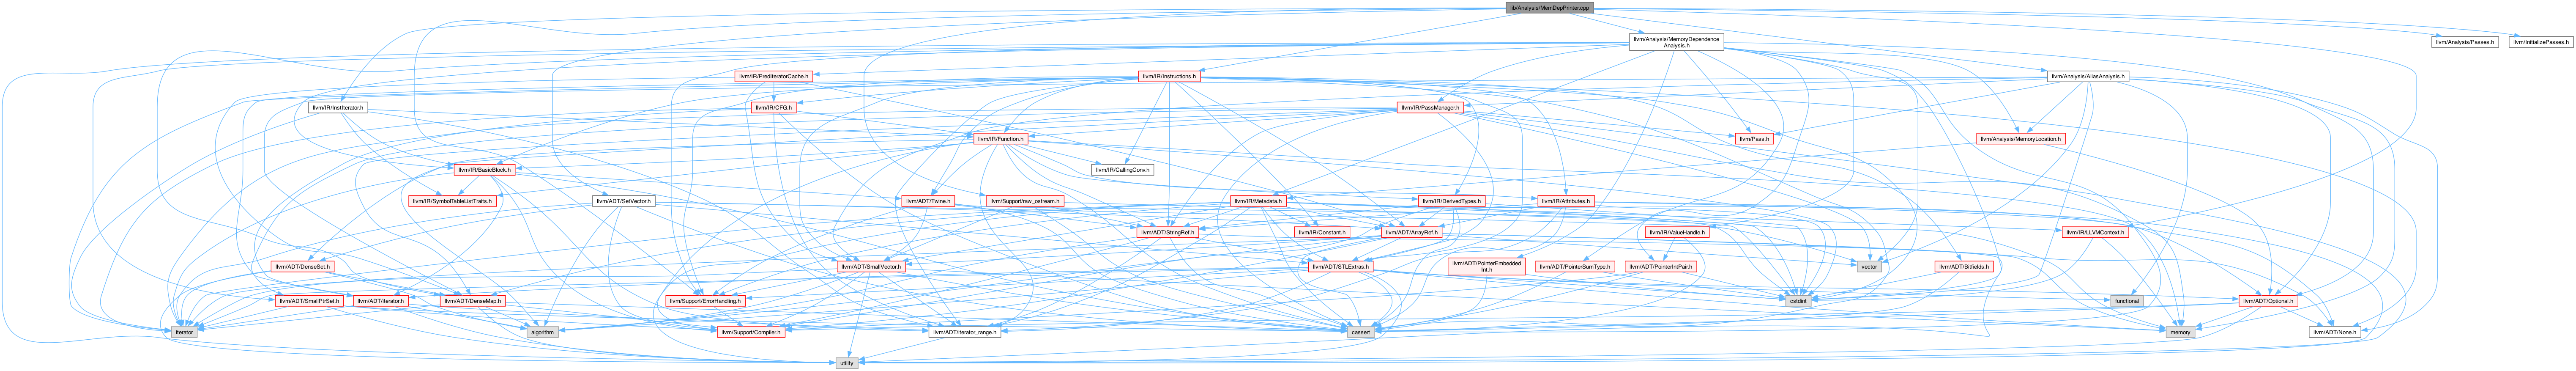 lib/Analysis/MemDepPrinter.cpp
llvm/Analysis/MemoryDependence
Analysis.h
llvm/Analysis/Passes.h
llvm/InitializePasses.h
llvm/IR/PredIteratorCache.h
llvm/IR/Instructions.h
llvm/Analysis/AliasAnalysis.h
llvm/IR/InstIterator.h
llvm/IR/CFG.h
llvm/IR/PassManager.h
llvm/IR/Function.h
llvm/Pass.h
llvm/Analysis/MemoryLocation.h
llvm/IR/BasicBlock.h
llvm/IR/CallingConv.h
llvm/IR/SymbolTableListTraits.h
llvm/ADT/SetVector.h
llvm/ADT/Twine.h
llvm/Support/raw_ostream.h
llvm/IR/Metadata.h
llvm/IR/DerivedTypes.h
llvm/IR/Attributes.h
llvm/ADT/StringRef.h
llvm/IR/Constant.h
llvm/ADT/ArrayRef.h
llvm/IR/ValueHandle.h
llvm/IR/LLVMContext.h
llvm/ADT/DenseSet.h
llvm/ADT/SmallVector.h
llvm/ADT/STLExtras.h
llvm/ADT/PointerEmbedded
Int.h
llvm/ADT/PointerSumType.h
llvm/ADT/PointerIntPair.h
vector
llvm/ADT/Bitfields.h
llvm/ADT/SmallPtrSet.h
llvm/ADT/iterator.h
llvm/ADT/DenseMap.h
llvm/Support/ErrorHandling.h
cstdint
functional
llvm/ADT/Optional.h
iterator
algorithm
llvm/Support/Compiler.h
llvm/ADT/iterator_range.h
cassert
memory
llvm/ADT/None.h
utility